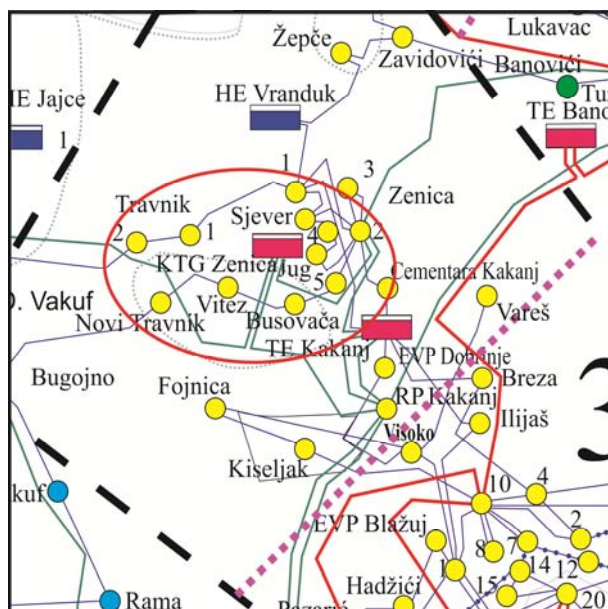 Žepče
Zavidovići
Lukavac
Banovići
HE Jajce
1
HE Vranduk
TE Bano
1
3
Zenica
Travnik
2
1
Sjever
4
2
KTG Zenica
Jug
5
Cementara Kakanj
Vakuf
Novi Travnik
Vitez
Busovača
TE Kakanj
Vareš
EVP Dobrinje
Breza
Bugojno
Fojnica
RP Kakanj
Ilijaš
3
Visoko
Kiseljak
10
4
kuf
EVP Blažuj
8
7
2
1
14
12
15
20
Hadžići
Rama
Pazarić